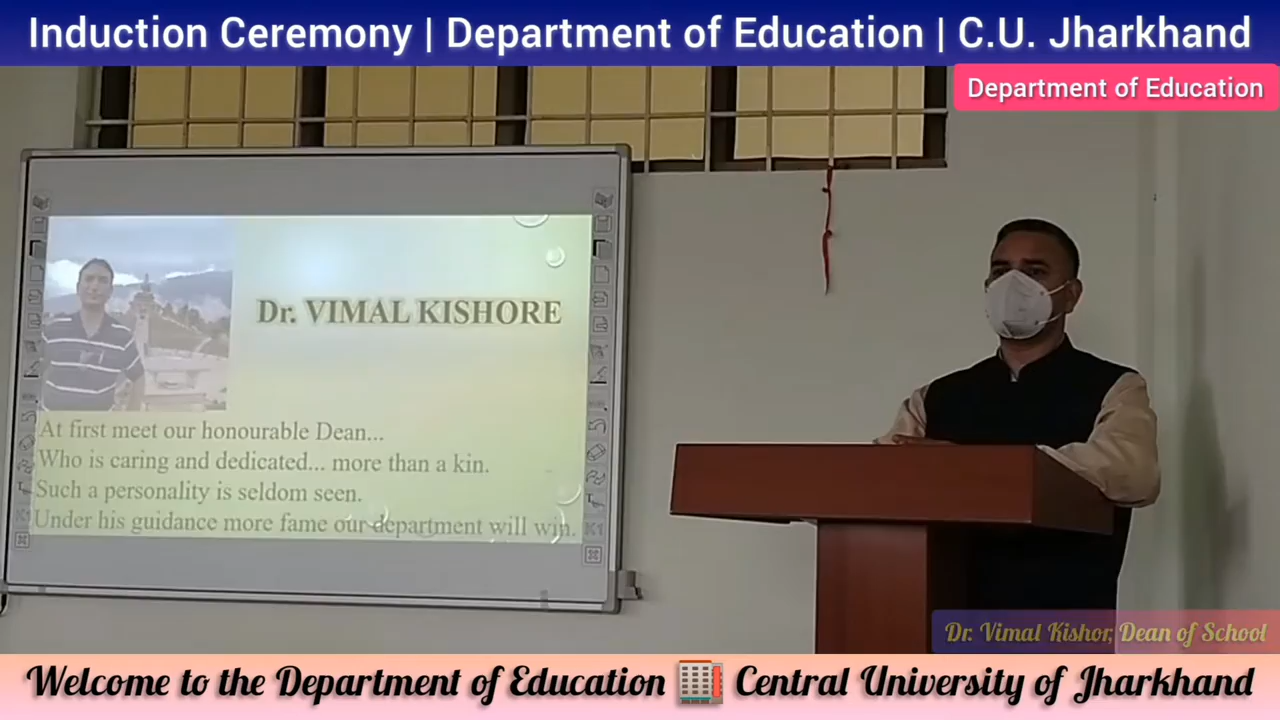 Induction Ceremony | Department of Education | C.U. Jharkhand
Department of Education
Dr. VIMAL KISHORE
At first meet our honourable Dean...
Who is caring and dedicated... more than a kin.
Such a personality is seldom seen.
Under his guidance more fame our department will win.
Dr. Vimal Kishor, Dean of School
Welcome to the Department of Education 🏢 Central University of Jharkhand